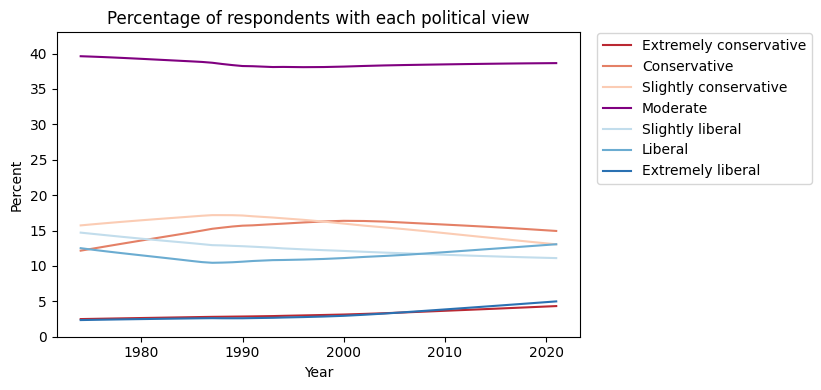 Percentage of respondents with each political view
40
35
30
25
20
15
10
5
0
Percent
1980 1990 2000 2010 2020
Year
Extremely conservative
Conservative
Slightly conservative
Moderate
Slightly liberal
Liberal
Extremely liberal